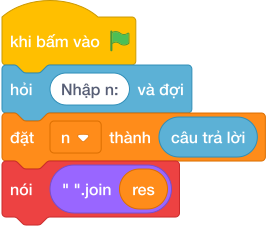 khi bấm vào
hỏi Nhập n: và đợi
đặt n thành câu trả lời
nói " ".join res